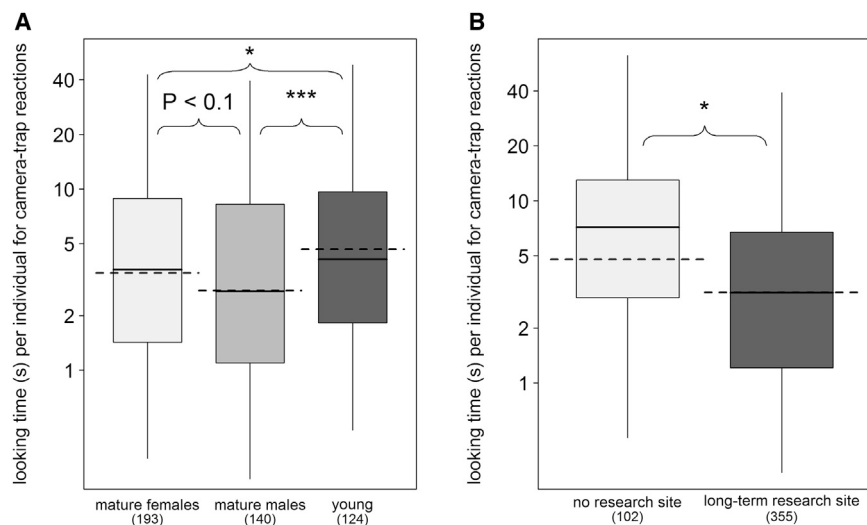 A
looking time (s) per individual for camera-trap reactions
40
20
10
5
2
1
*
P < 0.1
***
mature females
(193)
mature males
(140)
young
(124)
B
looking time (s) per individual for camera-trap reactions
40
20
10
5
2
1
*
no research site
(102)
long-term research site
(355)